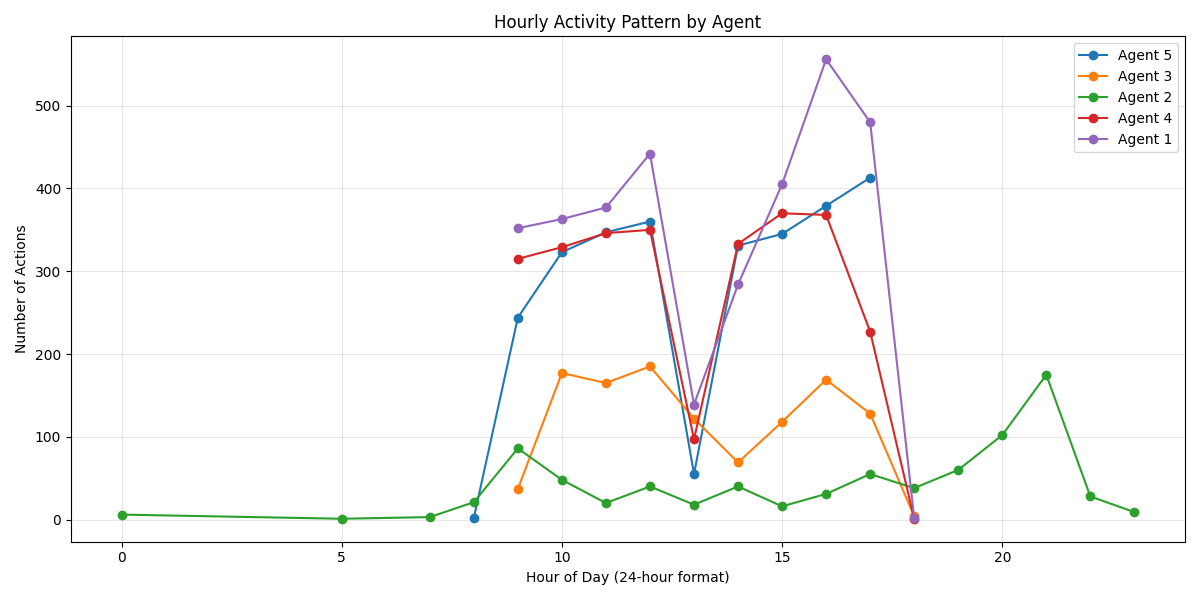 Hourly Activity Pattern by Agent
Agent 5
Agent 3
Agent 2
Agent 4
Agent 1
Number of Actions
500
400
300
200
100
0
0 5 10 15 20
Hour of Day (24-hour format)